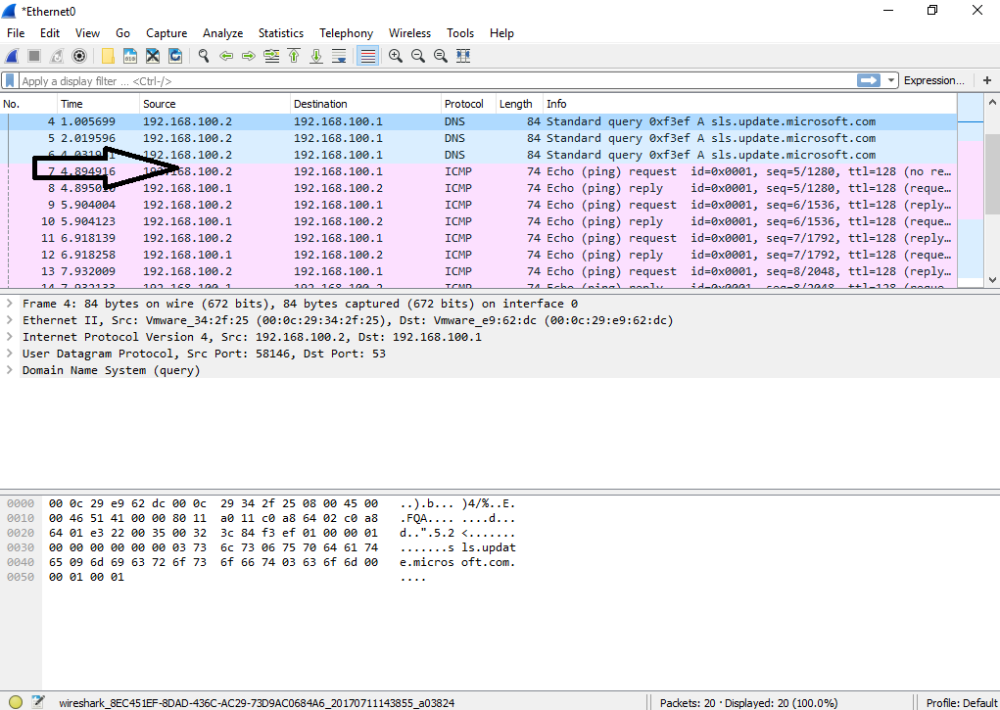 *Ethernet0
File Edit View Go Capture Analyze Statistics Telephony Wireless Tools Help
Apply a display filter ... <Ctrl-/> Expression... +
No. Time Source Destination Protocol Length Info
4 1.005699 192.168.100.2 192.168.100.1 DNS 84 Standard query 0xf3ef A sls.update.microsoft.com
5 2.019596 192.168.100.2 192.168.100.1 DNS 84 Standard query 0xf3ef A sls.update.microsoft.com
6 192.168.100.2 192.168.100.1 DNS 84 Standard query 0xf3ef A sls.update.microsoft.com
7 4.894916 192.168.100.1 ICMP 74 Echo (ping) request id=0x0001, seq=5/1280, ttl=128 (no re…
8 192.168.100.1 192.168.100.2 ICMP 74 Echo (ping) reply id=0x0001, seq=5/1280, ttl=128 (reque…
9 5.904004 192.168.100.2 192.168.100.1 ICMP 74 Echo (ping) request id=0x0001, seq=6/1536, ttl=128 (reply…
10 5.904123 192.168.100.1 192.168.100.2 ICMP 74 Echo (ping) reply id=0x0001, seq=6/1536, ttl=128 (reque…
11 6.918139 192.168.100.2 192.168.100.1 ICMP 74 Echo (ping) request id=0x0001, seq=7/1792, ttl=128 (reply…
12 6.918258 192.168.100.1 192.168.100.2 ICMP 74 Echo (ping) reply id=0x0001, seq=7/1792, ttl=128 (reque…
13 7.932009 192.168.100.2 192.168.100.1 ICMP 74 Echo (ping) request id=0x0001, seq=8/2048, ttl=128 (reply…
14 7.932133 192.168.100.1 192.168.100.2 ICMP 74 Echo (ping) reply id=0x0001, seq=8/2048, ttl=128 (reque…
Frame 4: 84 bytes on wire (672 bits), 84 bytes captured (672 bits) on interface 0
Ethernet II, Src: Vmware_34:2f:25 (00:0c:29:34:2f:25), Dst: Vmware_e9:62:dc (00:0c:29:e9:62:dc)
Internet Protocol Version 4, Src: 192.168.100.2, Dst: 192.168.100.1
User Datagram Protocol, Src Port: 58146, Dst Port: 53
Domain Name System (query)
0000 00 0c 29 e9 62 dc 00 0c 29 34 2f 25 08 00 45 00 ..).b... )4/%..E.
0010 00 46 51 41 00 00 80 11 a0 11 c0 a8 64 02 c0 a8 .FQA.... ....d...
0020 64 01 e3 22 00 35 00 32 3c 84 f3 ef 01 00 00 01 d..".5.2 <.......
0030 00 00 00 00 00 00 03 73 6c 73 06 75 70 64 61 74 .......s ls.updat
0040 65 09 6d 69 63 72 6f 73 6f 66 74 03 63 6f 6d 00 e.micros oft.com.
0050 00 01 00 01 ....
wireshark_8EC451EF-8DAD-436C-AC29-73D9AC0684A6_20170711143855_a03824 Packets: 20 · Displayed: 20 (100.0%) Profile: Default